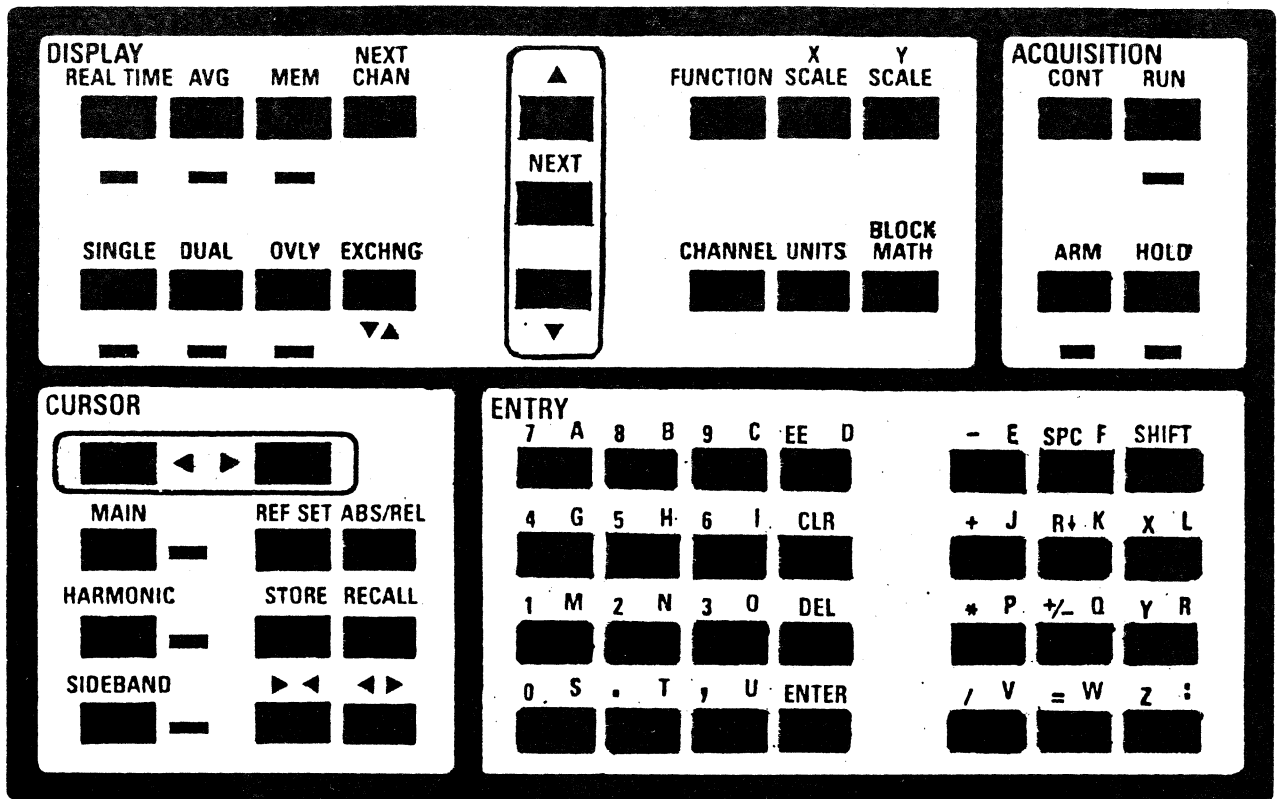 DISPLAY
REAL TIME AVG MEM NEXT CHAN
▲
NEXT
▼
FUNCTION X SCALE Y SCALE
SINGLE DUAL OVLY EXCHNG
▼▲
CHANNEL UNITS BLOCK MATH
ACQUISITION
CONT RUN
ARM HOLD
CURSOR
◄ ►
MAIN REF SET ABS/REL
HARMONIC STORE RECALL
SIDEBAND ► ◄ ◄ ►
ENTRY
7 A 8 B 9 C EE D - E SPC F SHIFT
4 G 5 H 6 I CLR + J R↓ K X L
1 M 2 N 3 O DEL * P +/- Q Y R
0 S . T , U ENTER / V = W Z :